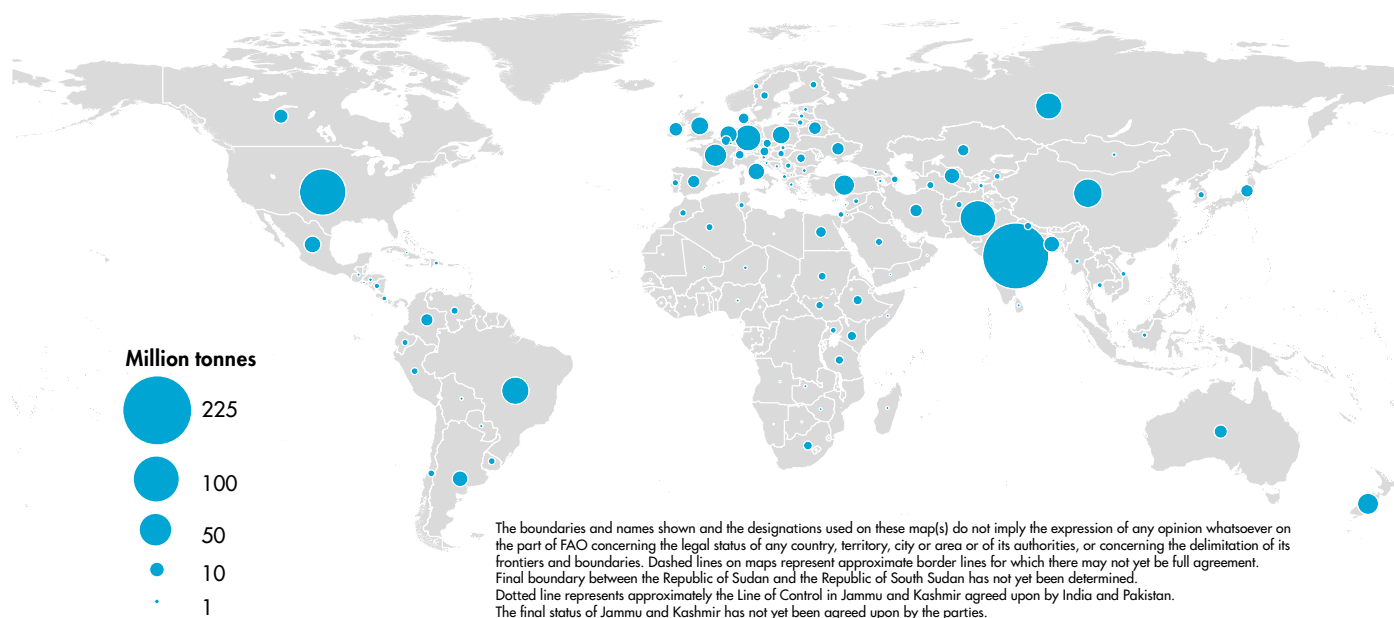 Million tonnes
225
100
50
10
1
The boundaries and names shown and the designations used on these map(s) do not imply the expression of any opinion whatsoever on
the part of FAO concerning the legal status of any country, territory, city or area or of its authorities, or concerning the delimitation of its
frontiers and boundaries. Dashed lines on maps represent approximate border lines for which there may not yet be full agreement.
Final boundary between the Republic of Sudan and the Republic of South Sudan has not yet been determined.
Dotted line represents approximately the Line of Control in Jammu and Kashmir agreed upon by India and Pakistan.
The final status of Jammu and Kashmir has not yet been agreed upon by the parties.